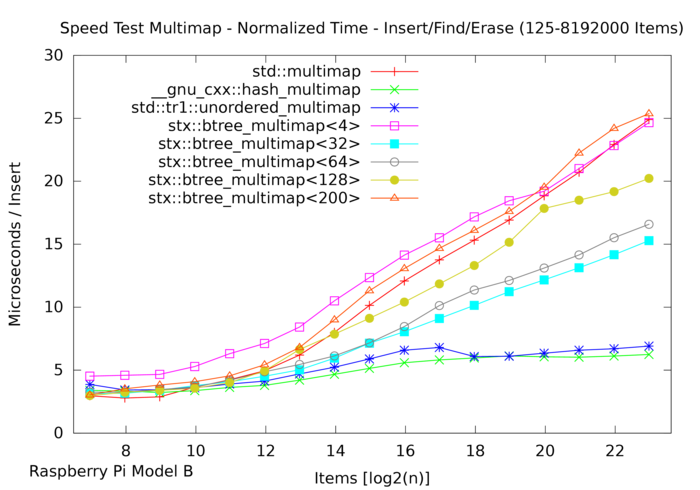 Speed Test Multimap - Normalized Time - Insert/Find/Erase (125-8192000 Items)
30
25
20
15
10
5
0
Microseconds / Insert
std::multimap
__gnu_cxx::hash_multimap
std::tr1::unordered_multimap
stx::btree_multimap<4>
stx::btree_multimap<32>
stx::btree_multimap<64>
stx::btree_multimap<128>
stx::btree_multimap<200>
8 10 12 14 16 18 20 22
Raspberry Pi Model B
Items [log2(n)]